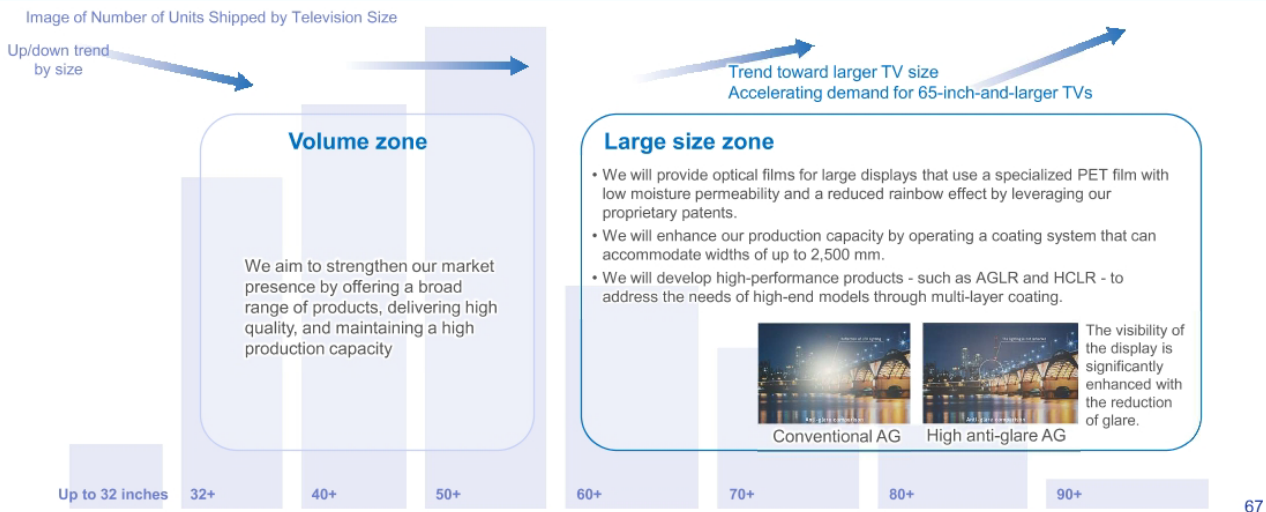 Image of Number of Units Shipped by Television Size
Up/down trend
by size
Trend toward larger TV size
Accelerating demand for 65-inch-and-larger TVs
Volume zone
We aim to strengthen our market
presence by offering a broad
range of products, delivering high
quality, and maintaining a high
production capacity
Large size zone
• We will provide optical films for large displays that use a specialized PET film with
low moisture permeability and a reduced rainbow effect by leveraging our
proprietary patents.
• We will enhance our production capacity by operating a coating system that can
accommodate widths of up to 2,500 mm.
• We will develop high-performance products - such as AGLR and HCLR - to
address the needs of high-end models through multi-layer coating.
The visibility of
the display is
significantly
enhanced with
the reduction
of glare.
Conventional AG
High anti-glare AG
Up to 32 inches
32+
40+
50+
60+
70+
80+
90+
67